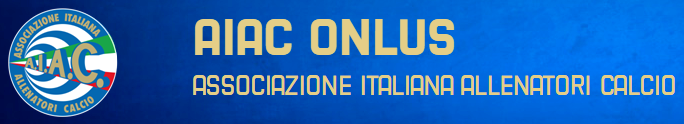 ASSOCIAZIONE ITALIANA
A.I.A.C.
ALLENATORI CALCIO
AIAC ONLUS
ASSOCIAZIONE ITALIANA ALLENATORI CALCIO